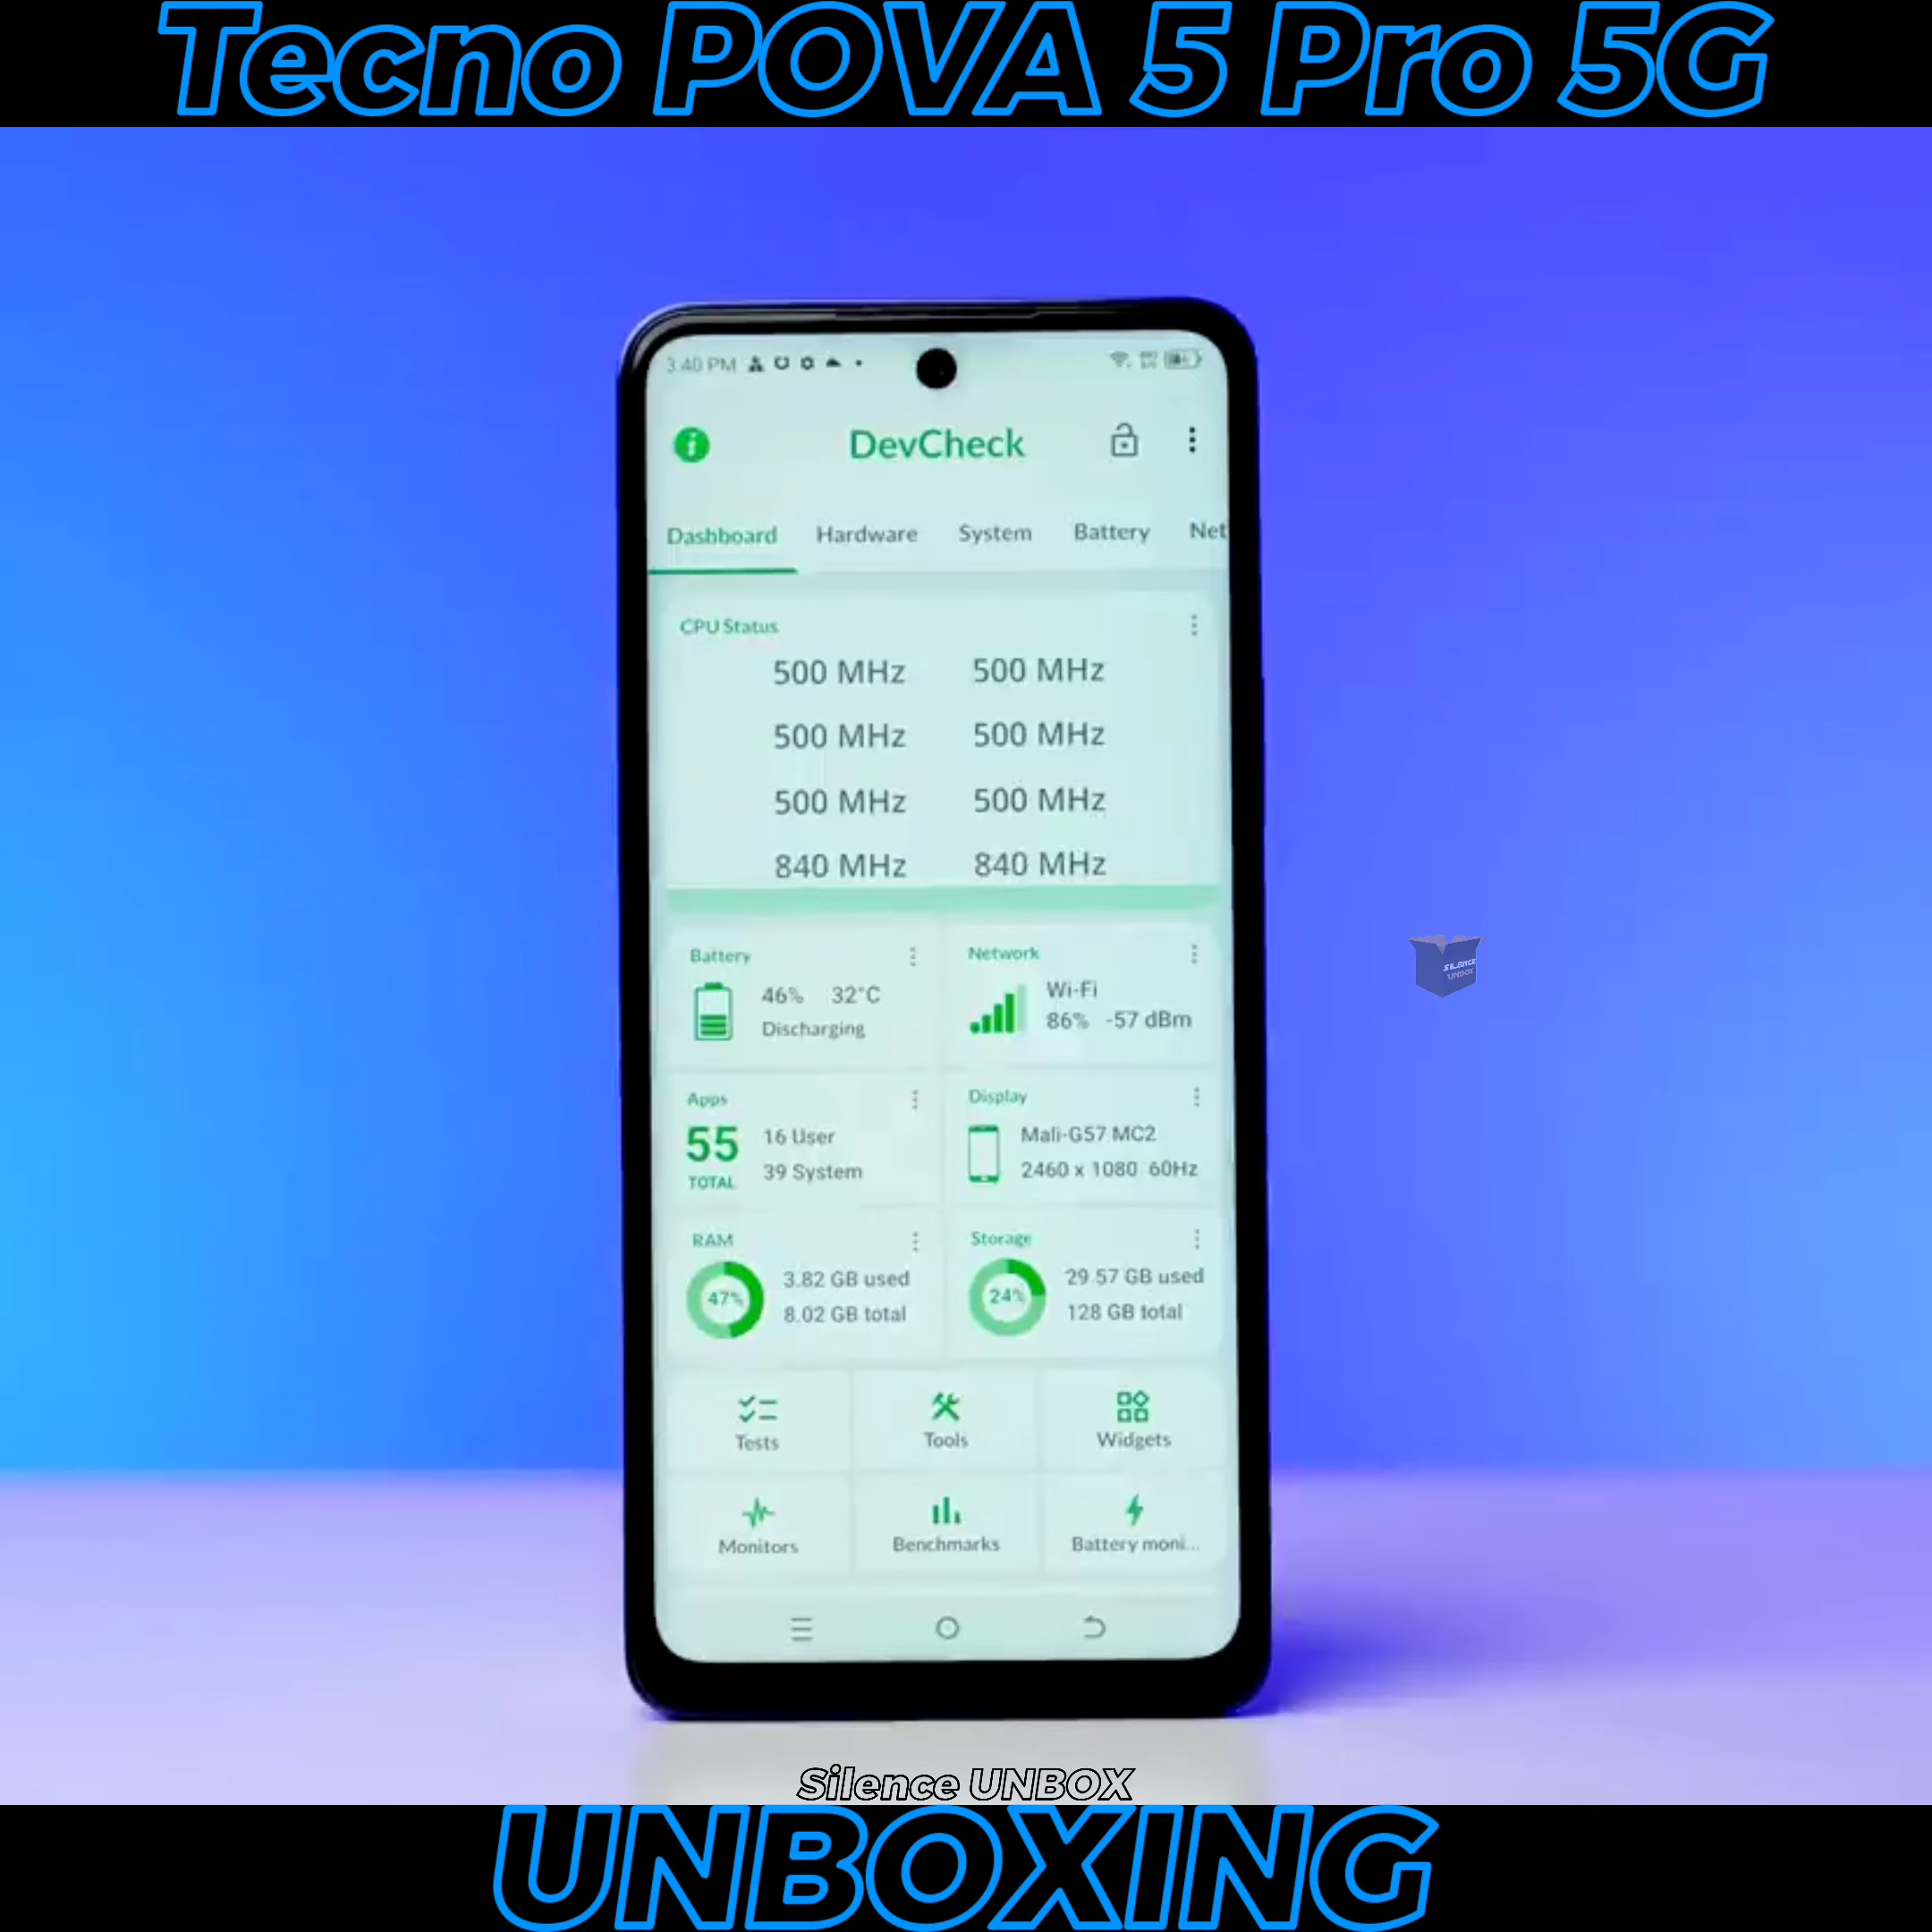 Tecno POVA 5 Pro 5G
3:40 PM
DevCheck
Dashboard Hardware System Battery Net
CPU Status
500 MHz 500 MHz
500 MHz 500 MHz
500 MHz 500 MHz
840 MHz 840 MHz
Battery Network
46% 32°C Wi-Fi
Discharging 86% -57 dBm
SILENCE
UNBOX
Apps Display
55 16 User Mali-G57 MC2
TOTAL 39 System 2460 x 1080 60Hz
RAM Storage
47% 3.82 GB used 24% 29.57 GB used
8.02 GB total 128 GB total
Tests Tools Widgets
Monitors Benchmarks Battery moni...
Silence UNBOX
UNBOXING